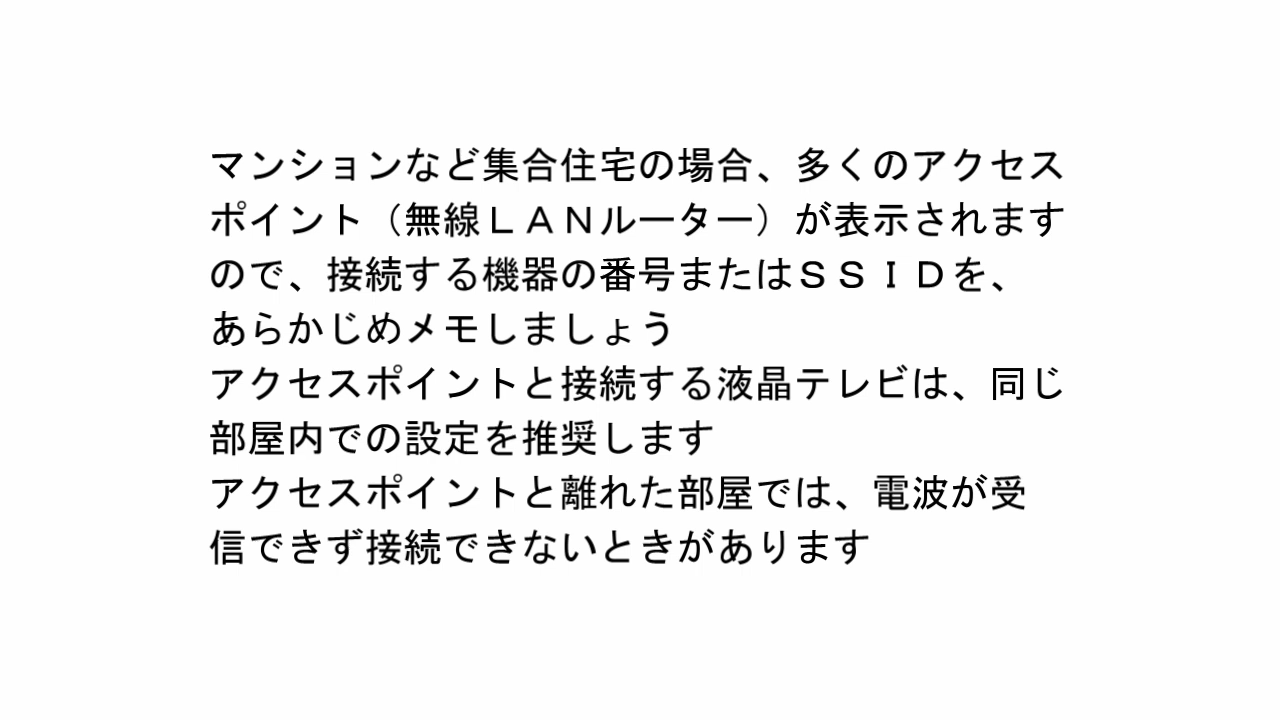 マンションなど集合住宅の場合、多くのアクセス
ポイント（無線ＬＡＮルーター）が表示されます
ので、接続する機器の番号またはＳＳＩＤを、
あらかじめメモしましょう
アクセスポイントと接続する液晶テレビは、同じ
部屋内での設定を推奨します
アクセスポイントと離れた部屋では、電波が受
信できず接続できないときがあります